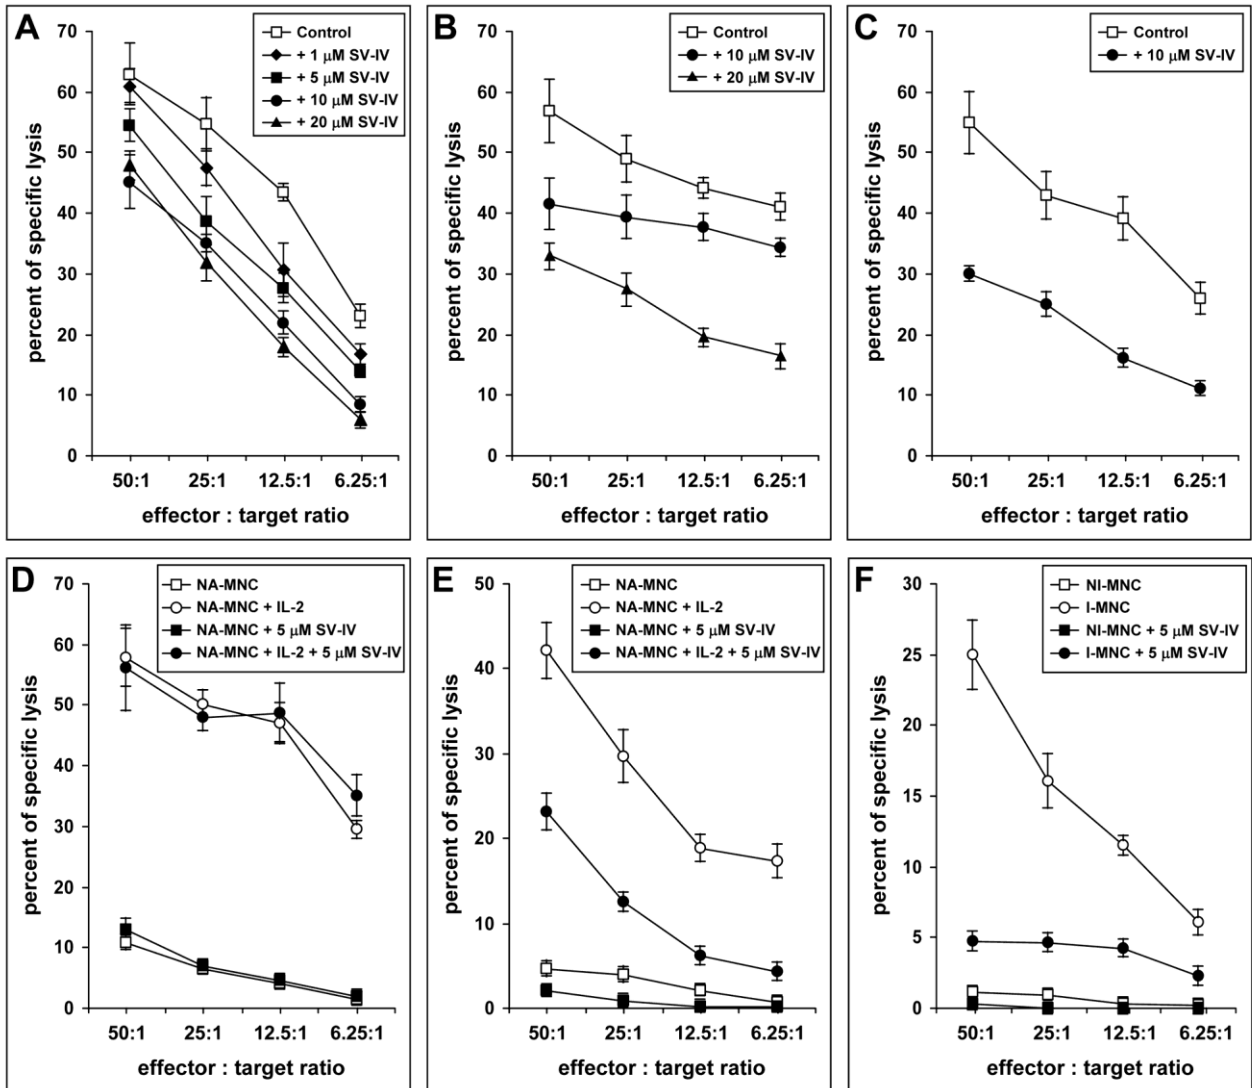 A
Control
+ 1 μM SV-IV
+ 5 μM SV-IV
+ 10 μM SV-IV
+ 20 μM SV-IV
percent of specific lysis
70
60
50
40
30
20
10
0
50:1 25:1 12.5:1 6.25:1
effector : target ratio
B
Control
+ 10 μM SV-IV
+ 20 μM SV-IV
percent of specific lysis
70
60
50
40
30
20
10
0
50:1 25:1 12.5:1 6.25:1
effector : target ratio
C
Control
+ 10 μM SV-IV
percent of specific lysis
70
60
50
40
30
20
10
0
50:1 25:1 12.5:1 6.25:1
effector : target ratio
D
NA-MNC
NA-MNC + IL-2
NA-MNC + 5 μM SV-IV
NA-MNC + IL-2 + 5 μM SV-IV
percent of specific lysis
70
60
50
40
30
20
10
0
50:1 25:1 12.5:1 6.25:1
effector : target ratio
E
NA-MNC
NA-MNC + IL-2
NA-MNC + 5 μM SV-IV
NA-MNC + IL-2 + 5 μM SV-IV
percent of specific lysis
50
40
30
20
10
0
50:1 25:1 12.5:1 6.25:1
effector : target ratio
F
NI-MNC
I-MNC
NI-MNC + 5 μM SV-IV
I-MNC + 5 μM SV-IV
percent of specific lysis
30
25
20
15
10
5
0
50:1 25:1 12.5:1 6.25:1
effector : target ratio